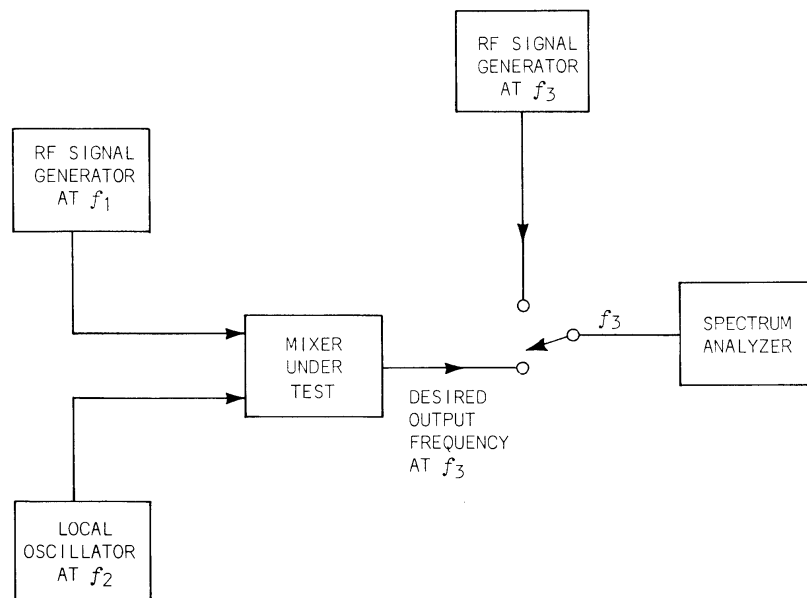 RF SIGNAL
GENERATOR
AT f3
RF SIGNAL
GENERATOR
AT f1
f3
SPECTRUM
ANALYZER
MIXER
UNDER
TEST
DESIRED
OUTPUT
FREQUENCY
AT f3
LOCAL
OSCILLATOR
AT f2